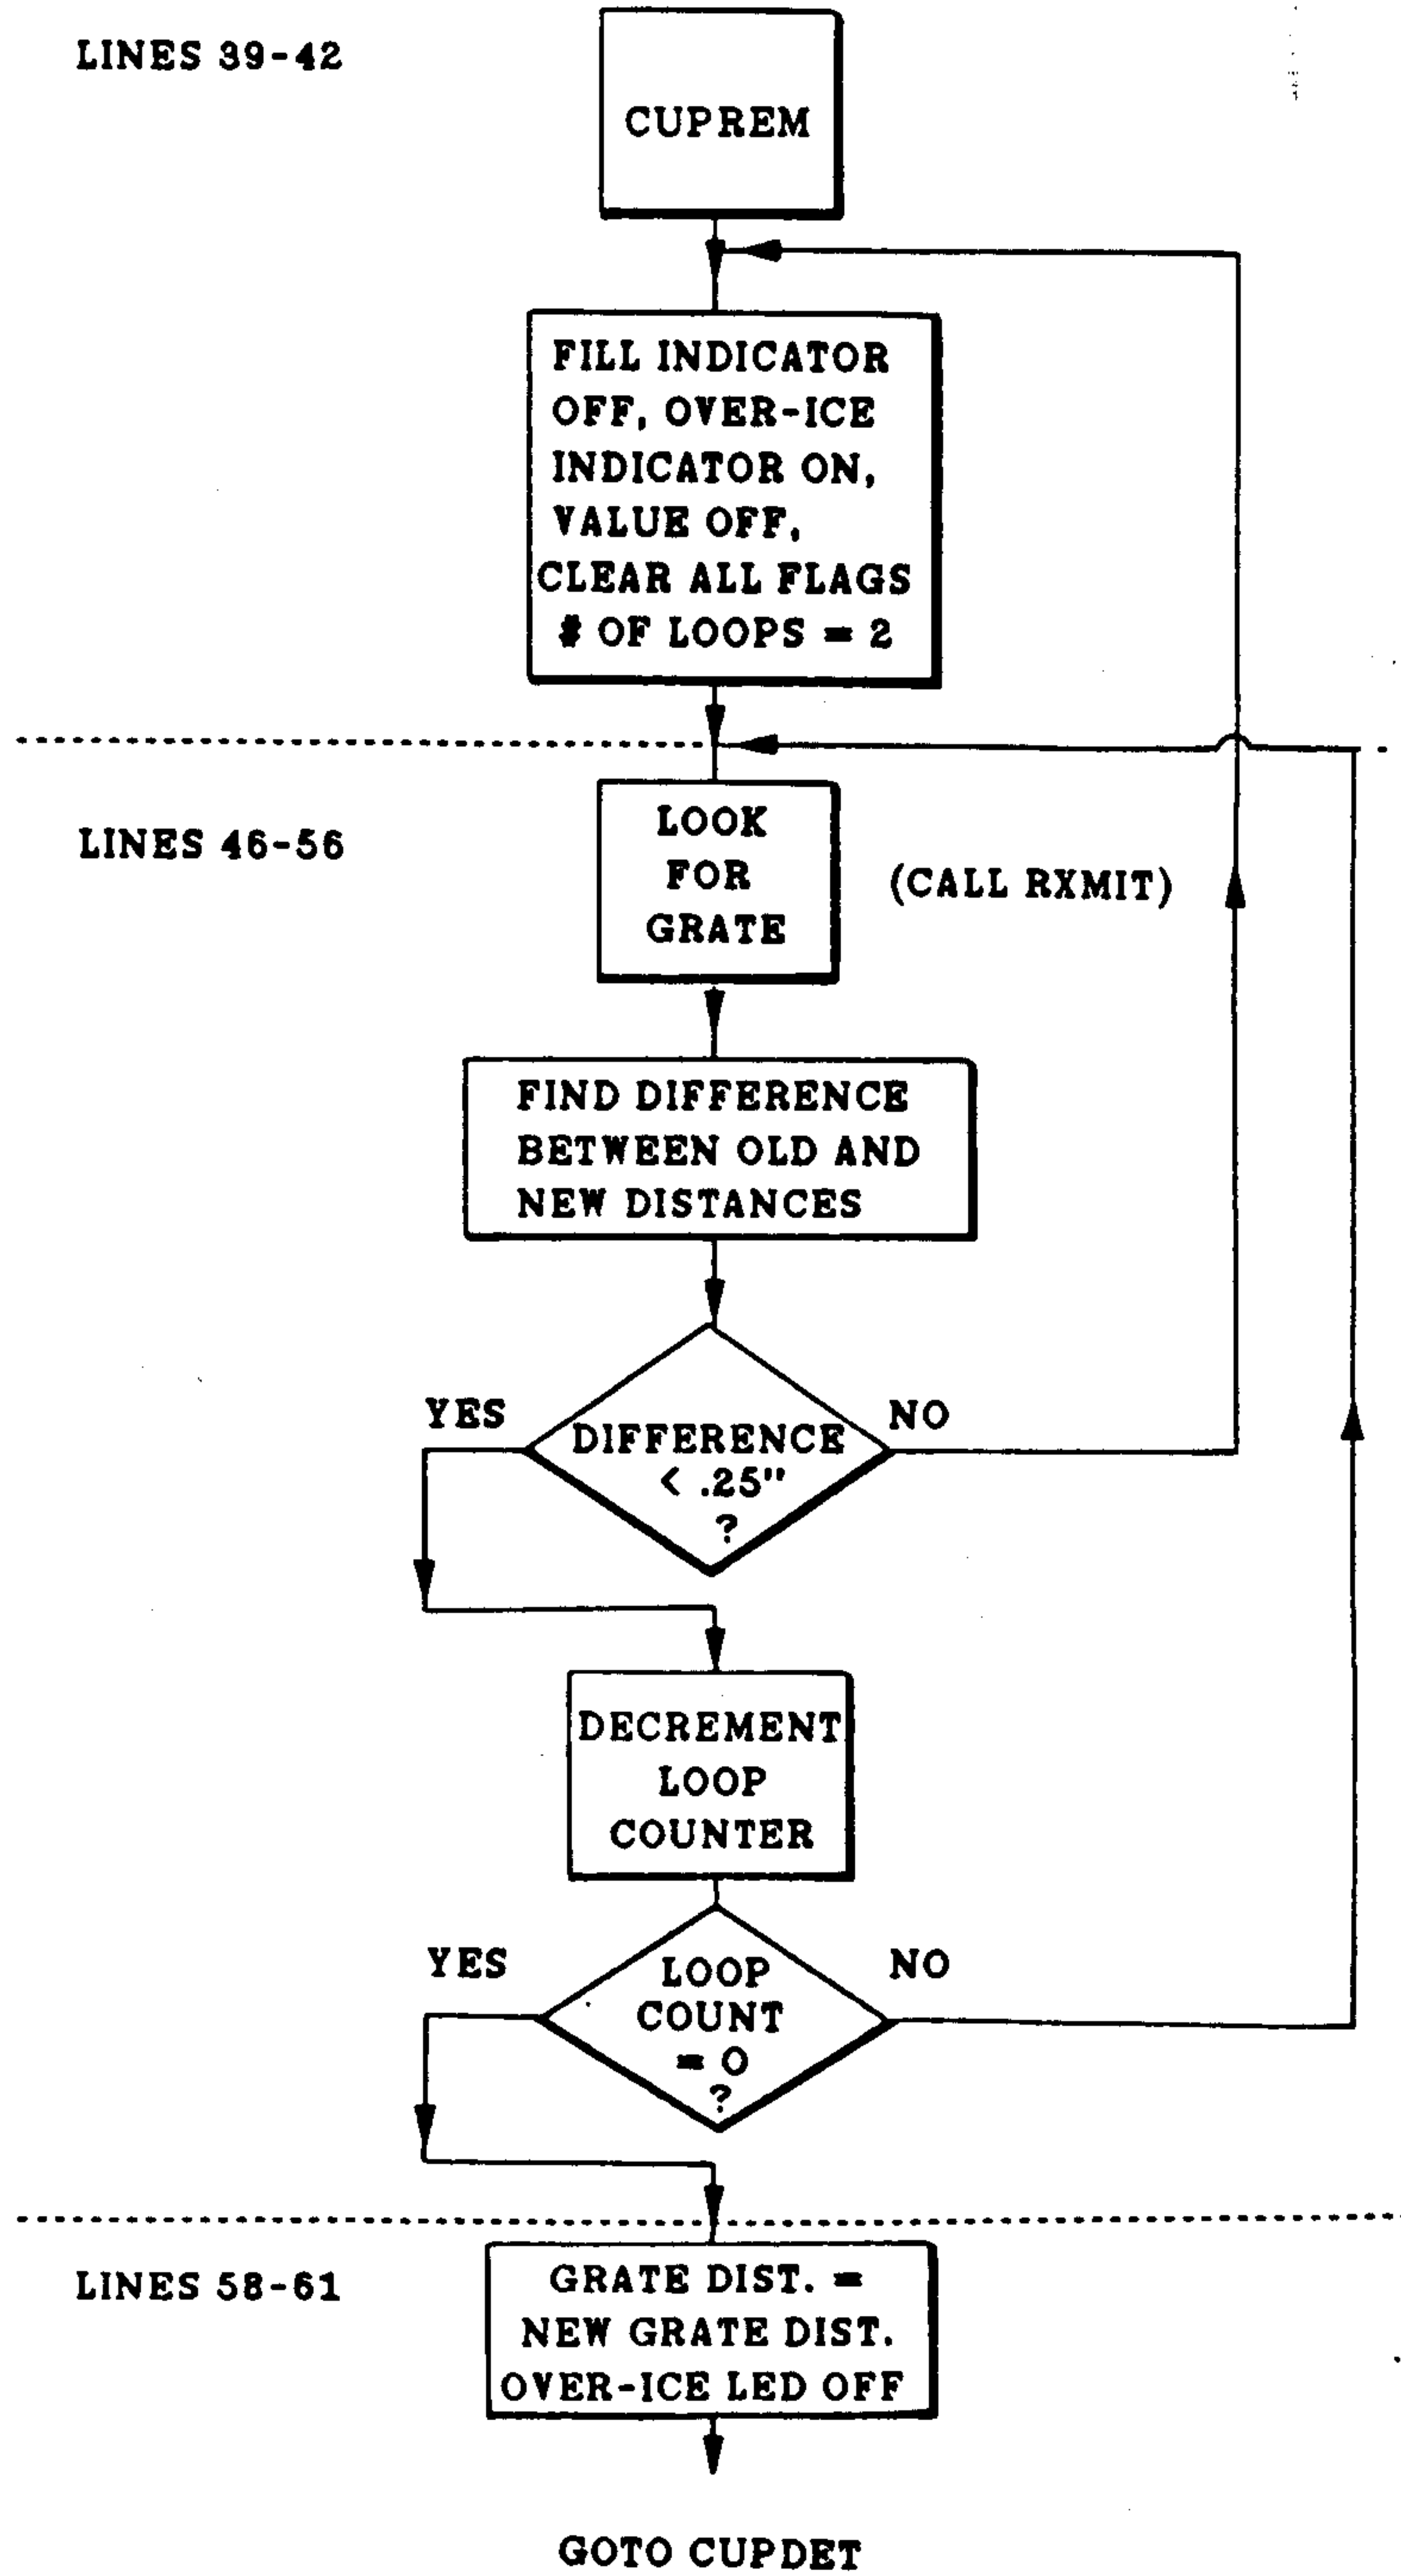 LINES 39-42
CUPREM
FILL INDICATOR
OFF, OVER-ICE
INDICATOR ON,
VALUE OFF,
CLEAR ALL FLAGS
# OF LOOPS = 2
LINES 46-56
LOOK
FOR
GRATE
(CALL RXMIT)
FIND DIFFERENCE
BETWEEN OLD AND
NEW DISTANCES
YES
NO
DIFFERENCE
< .25"
?
DECREMENT
LOOP
COUNTER
YES
NO
LOOP
COUNT
= 0
?
LINES 58-61
GRATE DIST. =
NEW GRATE DIST.
OVER-ICE LED OFF
GOTO CUPDET